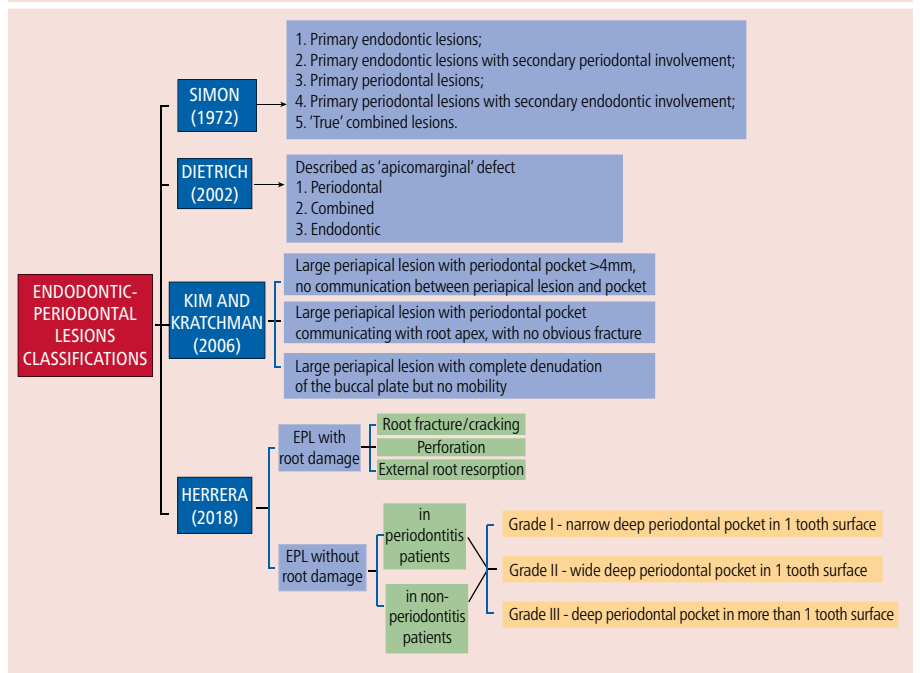 SIMON
(1972)
1. Primary endodontic lesions;
2. Primary endodontic lesions with secondary periodontal involvement;
3. Primary periodontal lesions;
4. Primary periodontal lesions with secondary endodontic involvement;
5. ‘True’ combined lesions.
DIETRICH
(2002)
Described as ‘apicomarginal’ defect
1. Periodontal
2. Combined
3. Endodontic
ENDODONTIC-
PERIODONTAL
LESIONS
CLASSIFICATIONS
KIM AND
KRATCHMAN
(2006)
Large periapical lesion with periodontal pocket >4mm,
no communication between periapical lesion and pocket
Large periapical lesion with periodontal pocket
communicating with root apex, with no obvious fracture
Large periapical lesion with complete denudation
of the buccal plate but no mobility
HERRERA
(2018)
EPL with
root damage
Root fracture/cracking
Perforation
External root resorption
EPL without
root damage
in
periodontitis
patients
in non-
periodontitis
patients
Grade I - narrow deep periodontal pocket in 1 tooth surface
Grade II - wide deep periodontal pocket in 1 tooth surface
Grade III - deep periodontal pocket in more than 1 tooth surface